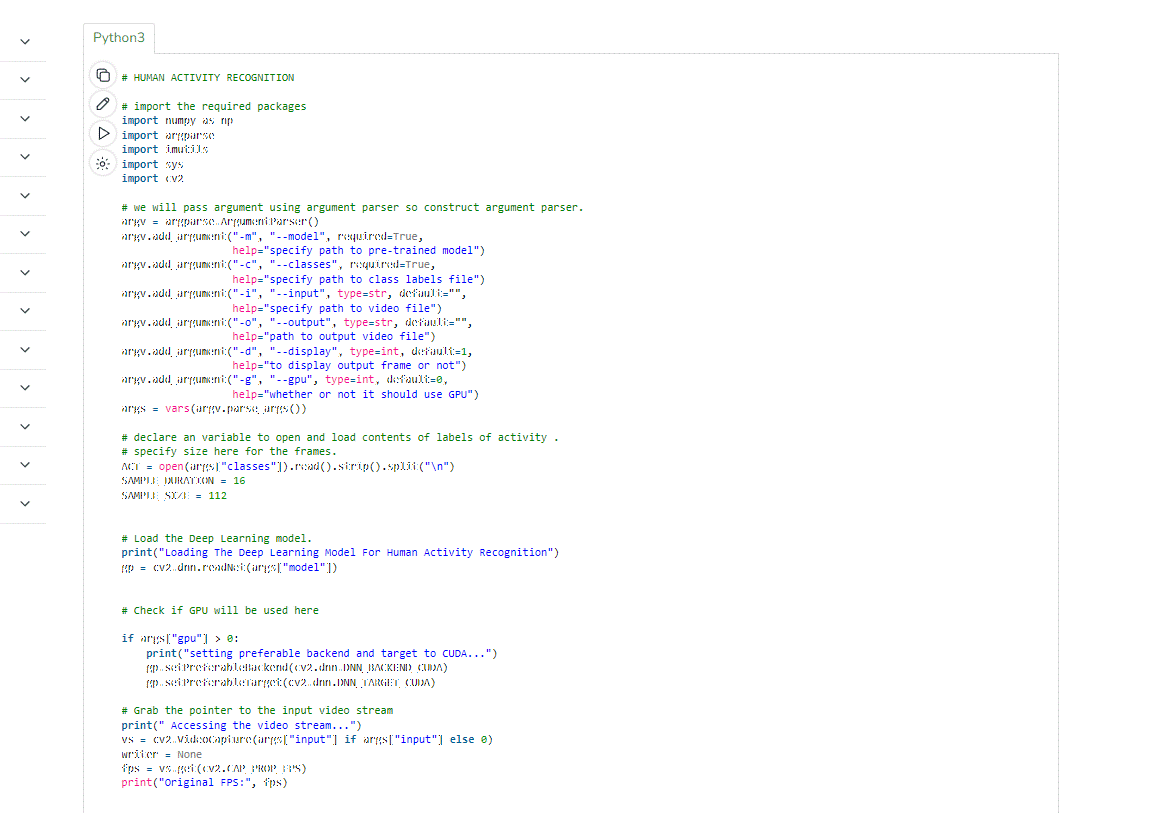 Python3
# HUMAN ACTIVITY RECOGNITION
# import the required packages
import numpy as np
import argparse
import imutils
import sys
import cv2
# we will pass argument using argument parser so construct argument parser.
argv = argparse.ArgumentParser()
argv.add_argument("-m", "--model", required=True,
help="specify path to pre-trained model")
argv.add_argument("-c", "--classes", required=True,
help="specify path to class labels file")
argv.add_argument("-i", "--input", type=str, default="",
help="specify path to video file")
argv.add_argument("-o", "--output", type=str, default="",
help="path to output video file")
argv.add_argument("-d", "--display", type=int, default=1,
help="to display output frame or not")
argv.add_argument("-g", "--gpu", type=int, default=0,
help="whether or not it should use GPU")
args = vars(argv.parse_args())
# declare an variable to open and load contents of labels of activity .
# specify size here for the frames.
ACT = open(args["classes"]).read().strip().split("\n")
SAMPLE_DURATION = 16
SAMPLE_SIZE = 112
# Load the Deep Learning model.
print("Loading The Deep Learning Model For Human Activity Recognition")
gp = cv2.dnn.readNet(args["model"])
# Check if GPU will be used here
if args["gpu"] > 0:
print("setting preferable backend and target to CUDA...")
gp.setPreferableBackend(cv2.dnn.DNN_BACKEND_CUDA)
gp.setPreferableTarget(cv2.dnn.DNN_TARGET_CUDA)
# Grab the pointer to the input video stream
print(" Accessing the video stream...")
vs = cv2.VideoCapture(args["input"] if args["input"] else 0)
writer = None
fps = vs.get(cv2.CAP_PROP_FPS)
print("Original FPS:", fps)